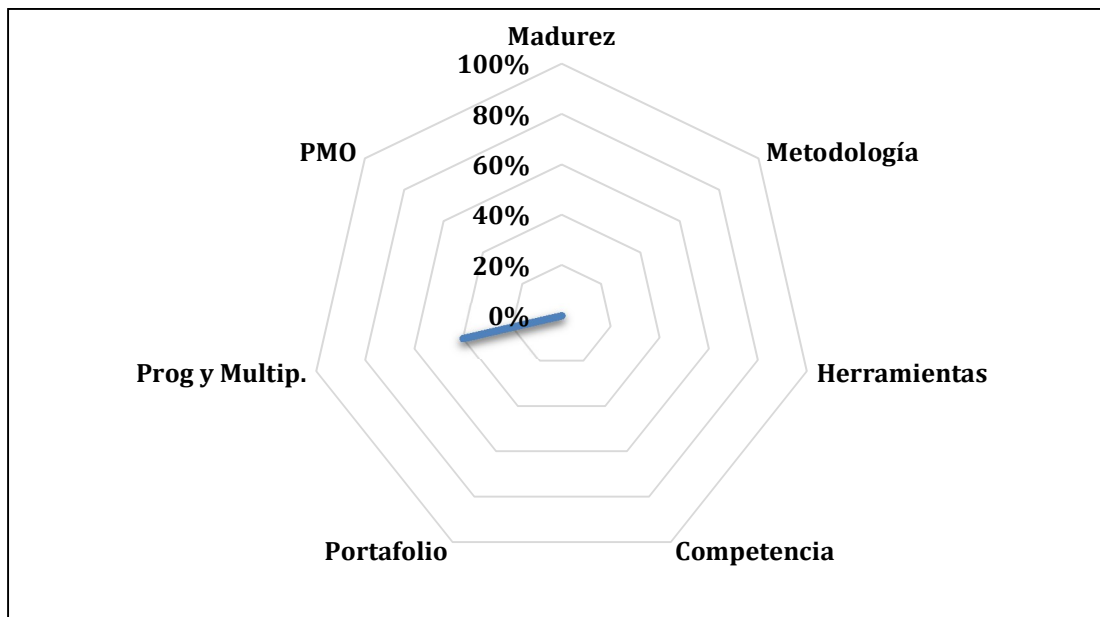 Madurez
100%
80%
60%
40%
20%
0%
PMO
Metodología
Prog y Multip.
Herramientas
Portafolio
Competencia